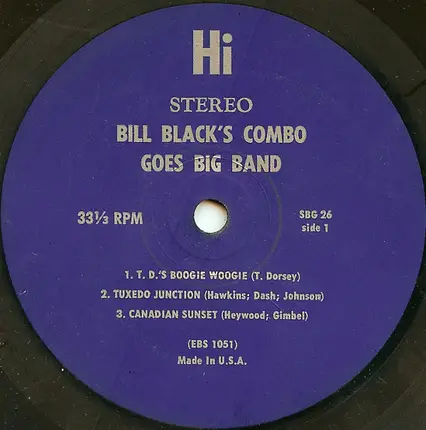 Hi
STEREO
BILL BLACK'S COMBO
GOES BIG BAND
33⅓ RPM
SBG 26
side 1
1. T. D.'S BOOGIE WOOGIE (T. Dorsey)
2. TUXEDO JUNCTION (Hawkins; Dash; Johnson)
3. CANADIAN SUNSET (Heywood; Gimbel)
(EBS 1051)
Made In U.S.A.